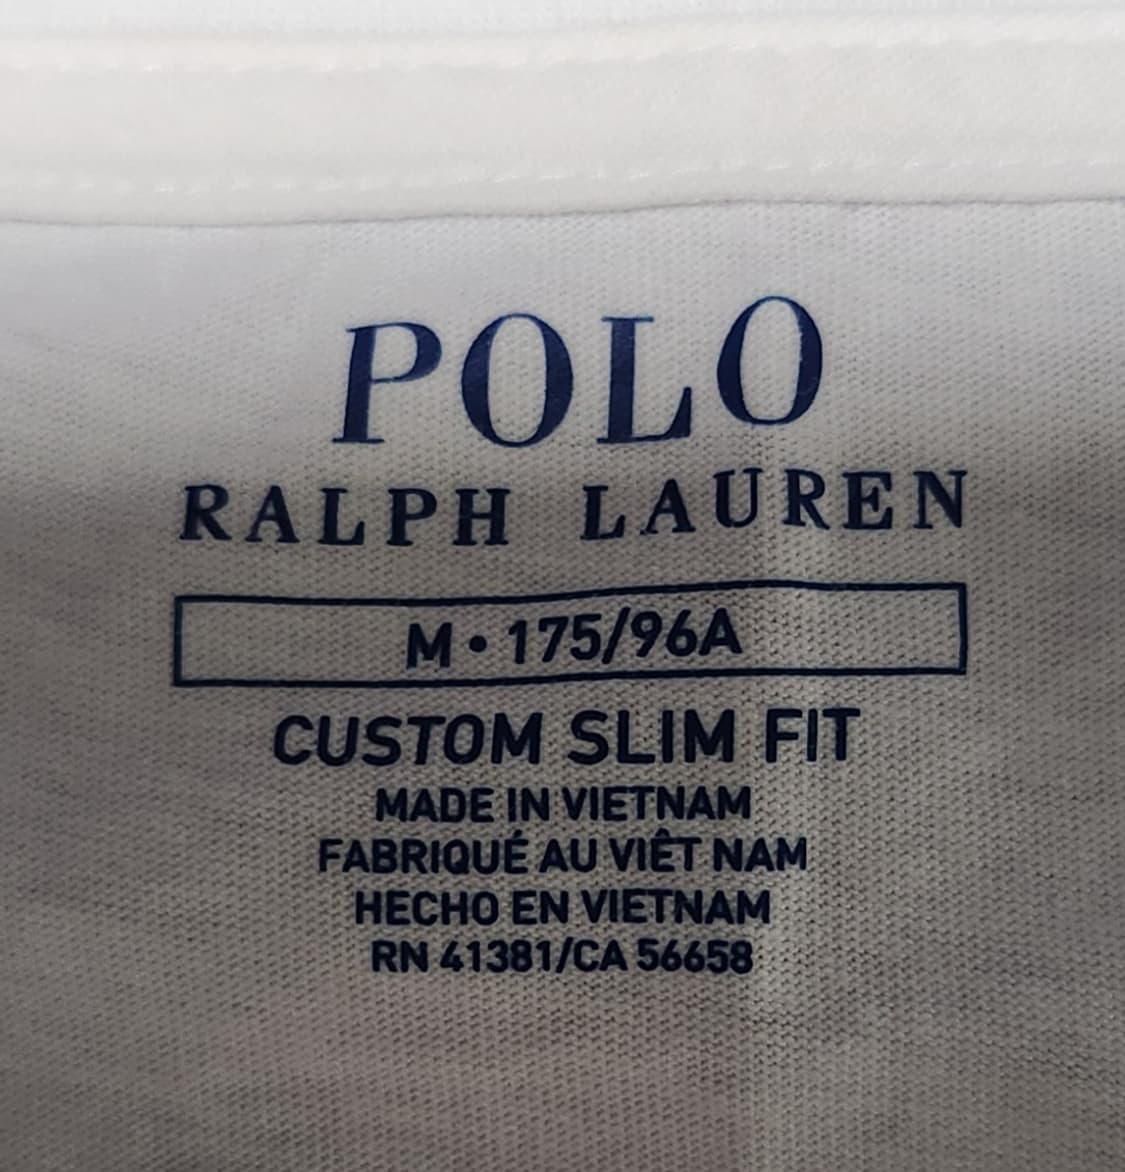 POLO
RALPH LAUREN
M • 175/96A
CUSTOM SLIM FIT
MADE IN VIETNAM
FABRIQUÉ AU VIÊT NAM
HECHO EN VIETNAM
RN 41381/CA 56658